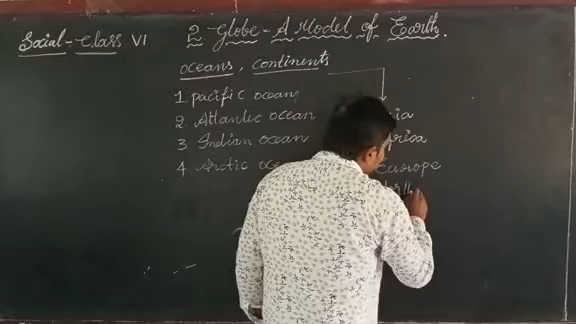 Social - Class VI
2 Globe - A Model of Earth.
oceans, continents
1 pacific ocean
2. Atlantic ocean
3 Indian ocean
4 Arctic
europe